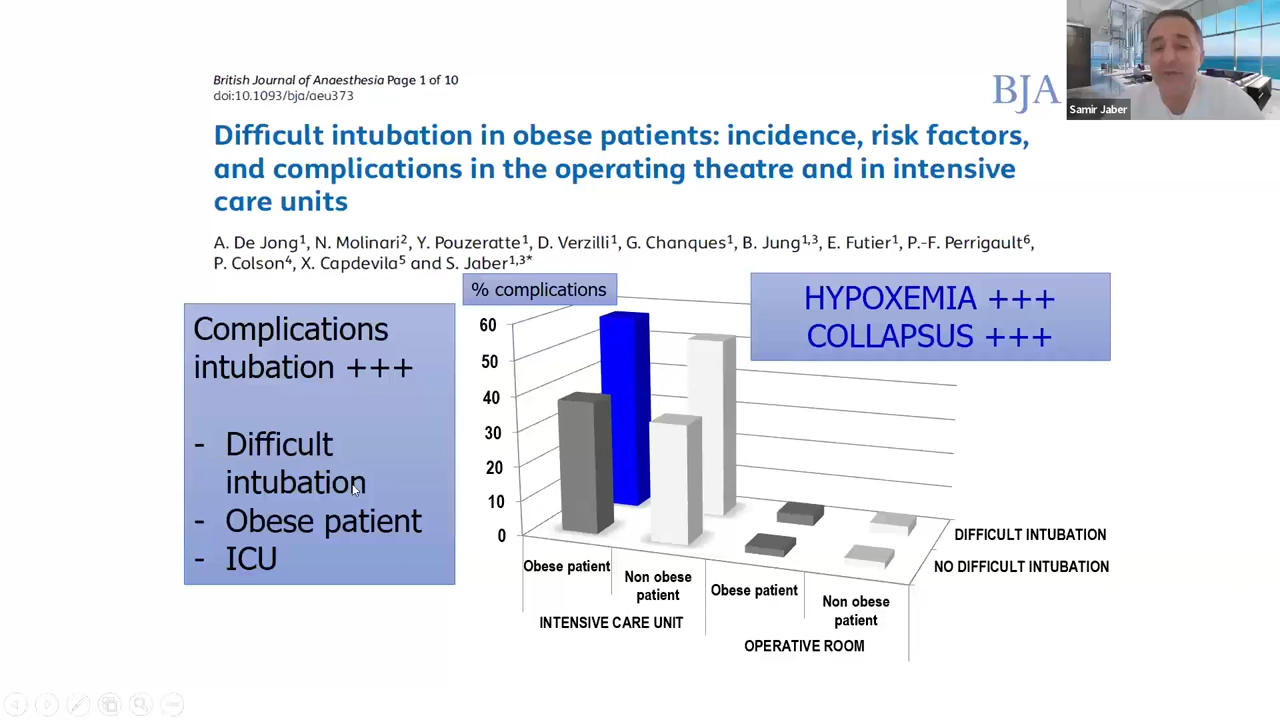 British Journal of Anaesthesia Page 1 of 10
doi:10.1093/bja/aeu373
BJA
Samir Jaber
Difficult intubation in obese patients: incidence, risk factors,
and complications in the operating theatre and in intensive
care units
A. De Jong1, N. Molinari2, Y. Pouzeratte1, D. Verzilli1, G. Chanques1, B. Jung1,3, E. Futier1, P.-F. Perrigault6,
P. Colson4, X. Capdevila5 and S. Jaber1,3*
Complications
intubation +++
- Difficult
intubation
- Obese patient
- ICU
% complications
HYPOXEMIA +++
COLLAPSUS +++
60
50
40
30
20
10
0
DIFFICULT INTUBATION
NO DIFFICULT INTUBATION
Obese patient
Non obese
patient
Obese patient
Non obese
patient
INTENSIVE CARE UNIT
OPERATIVE ROOM